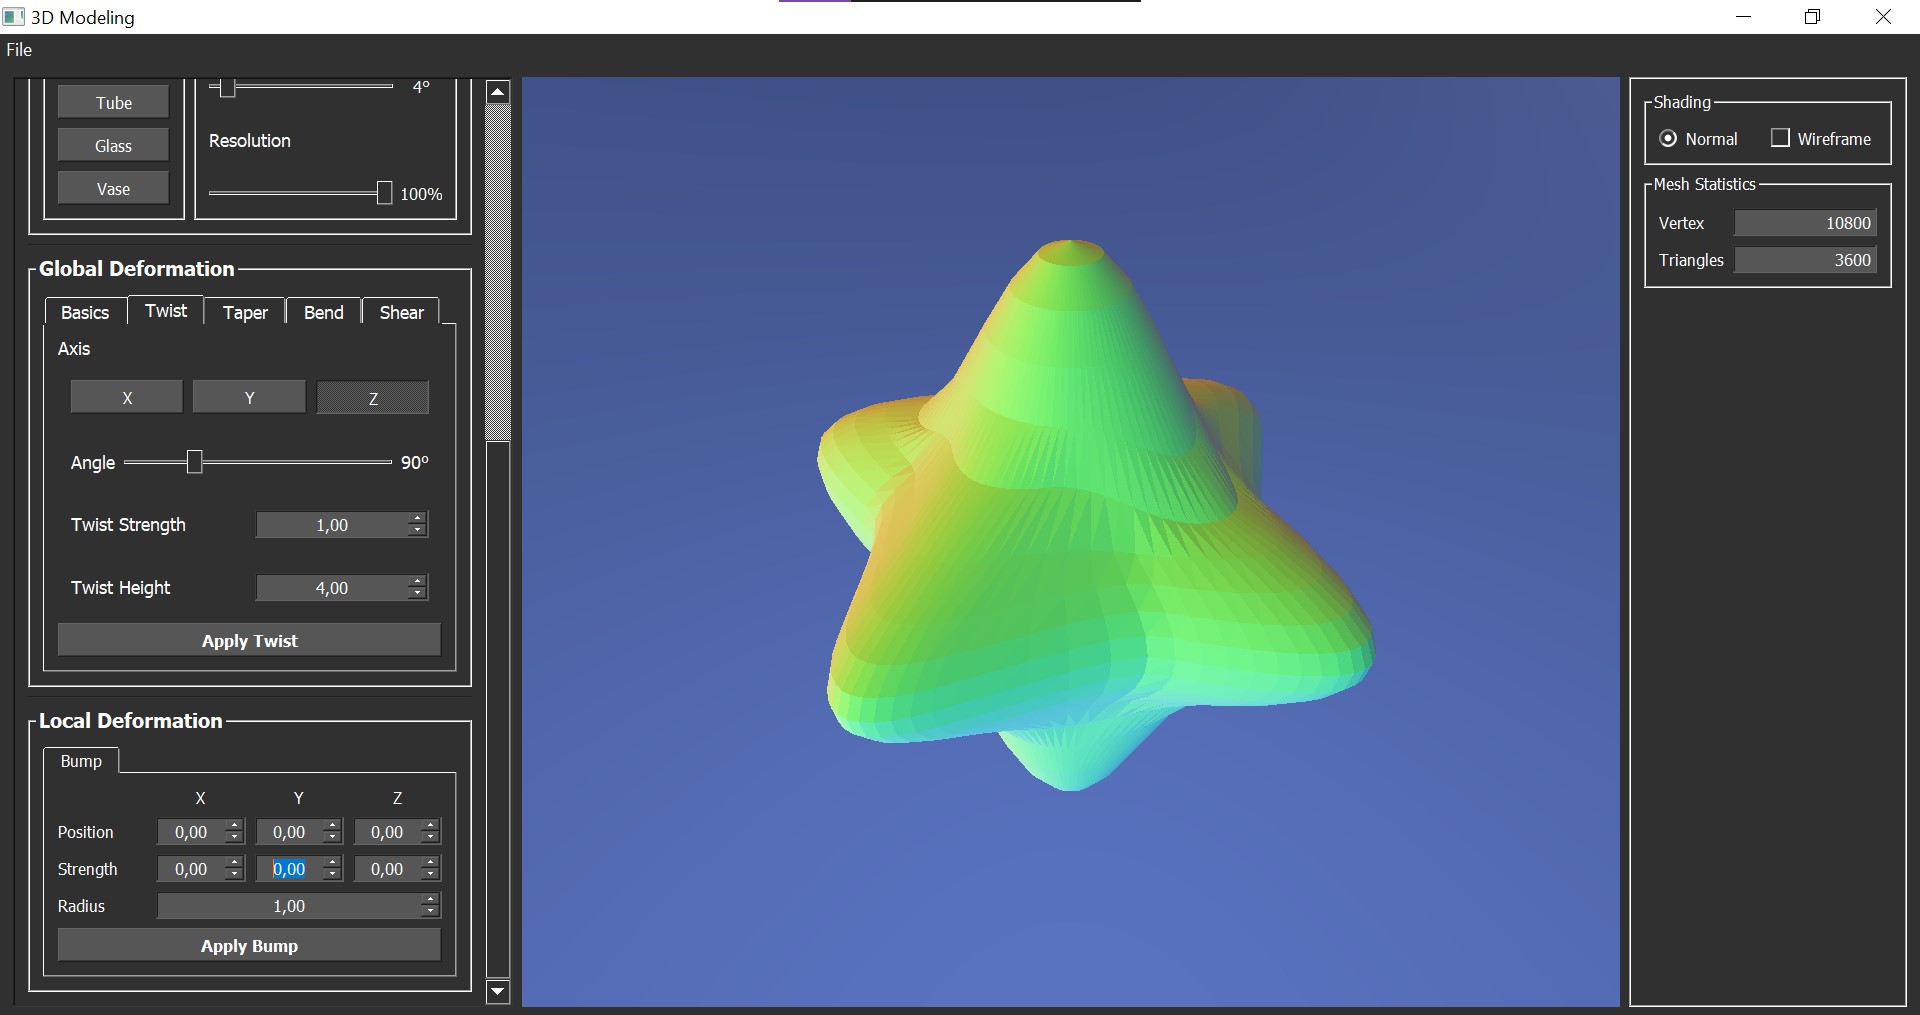 3D Modeling
File
Tube
Glass
Vase
4°
Resolution
100%
Global Deformation
Basics Twist Taper Bend Shear
Axis
X Y Z
Angle 90°
Twist Strength 1,00
Twist Height 4,00
Apply Twist
Local Deformation
Bump
X Y Z
Position 0,00 0,00 0,00
Strength 0,00 0,00 0,00
Radius 1,00
Apply Bump
Shading
Normal Wireframe
Mesh Statistics
Vertex 10800
Triangles 3600